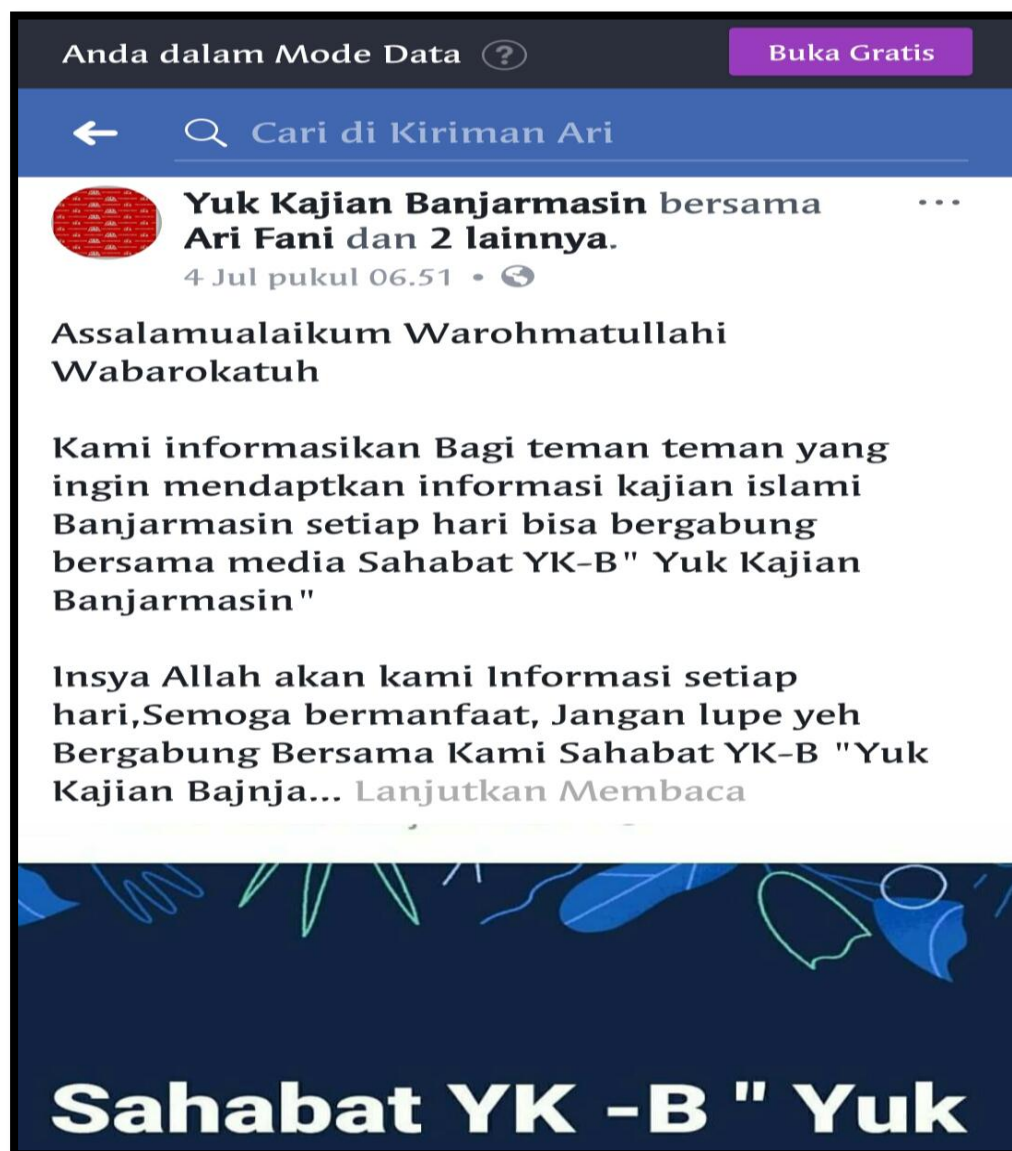 Anda dalam Mode Data ?
Buka Gratis
Cari di Kiriman Ari
Yuk Kajian Banjarmasin bersama
Ari Fani dan 2 lainnya.
4 Jul pukul 06.51 •
Assalamualaikum Warohmatullahi
Wabarokatuh
Kami informasikan Bagi teman teman yang
ingin mendaptkan informasi kajian islami
Banjarmasin setiap hari bisa bergabung
bersama media Sahabat YK-B" Yuk Kajian
Banjarmasin"
Insya Allah akan kami Informasi setiap
hari,Semoga bermanfaat, Jangan lupe yeh
Bergabung Bersama Kami Sahabat YK-B "Yuk
Kajian Bajnja... Lanjutkan Membaca
Sahabat YK -B " Yuk